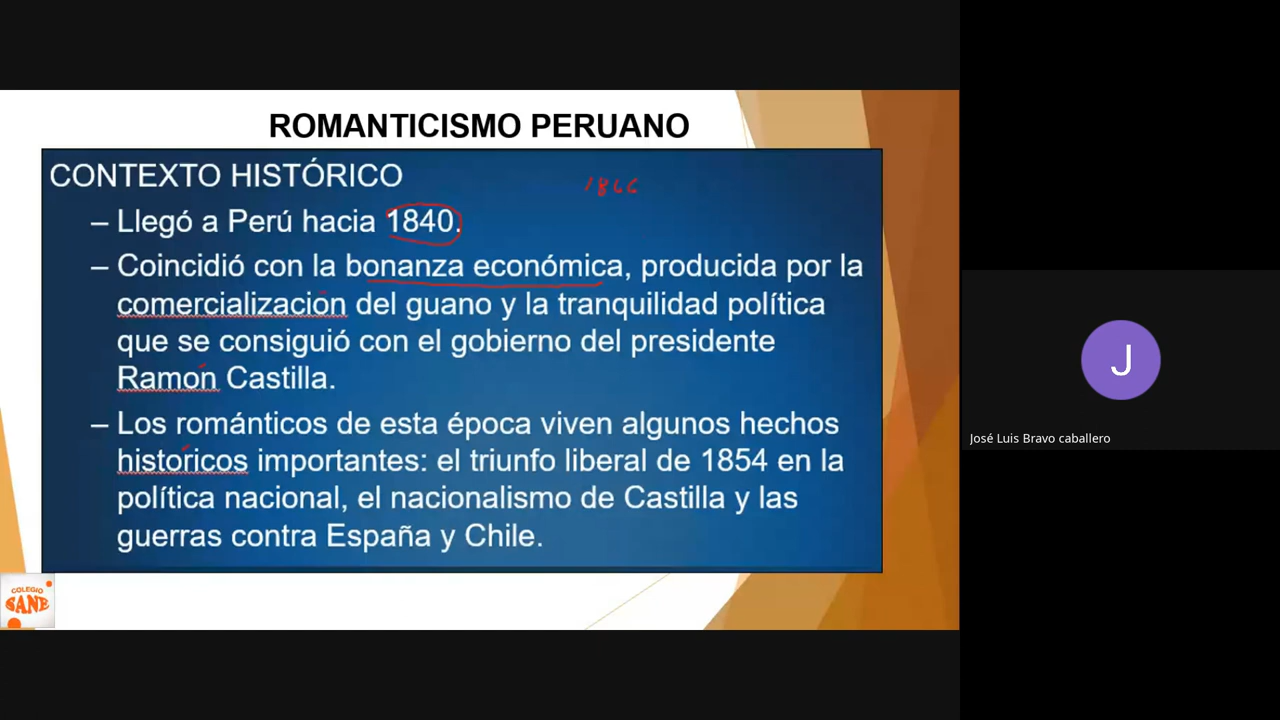 ROMANTICISMO PERUANO
CONTEXTO HISTÓRICO
1866
– Llegó a Perú hacia 1840.
– Coincidió con la bonanza económica, producida por la
comercialización del guano y la tranquilidad política
que se consiguió con el gobierno del presidente
Ramón Castilla.
– Los románticos de esta época viven algunos hechos
históricos importantes: el triunfo liberal de 1854 en la
política nacional, el nacionalismo de Castilla y las
guerras contra España y Chile.
COLEGIO
SANE
J
José Luis Bravo caballero